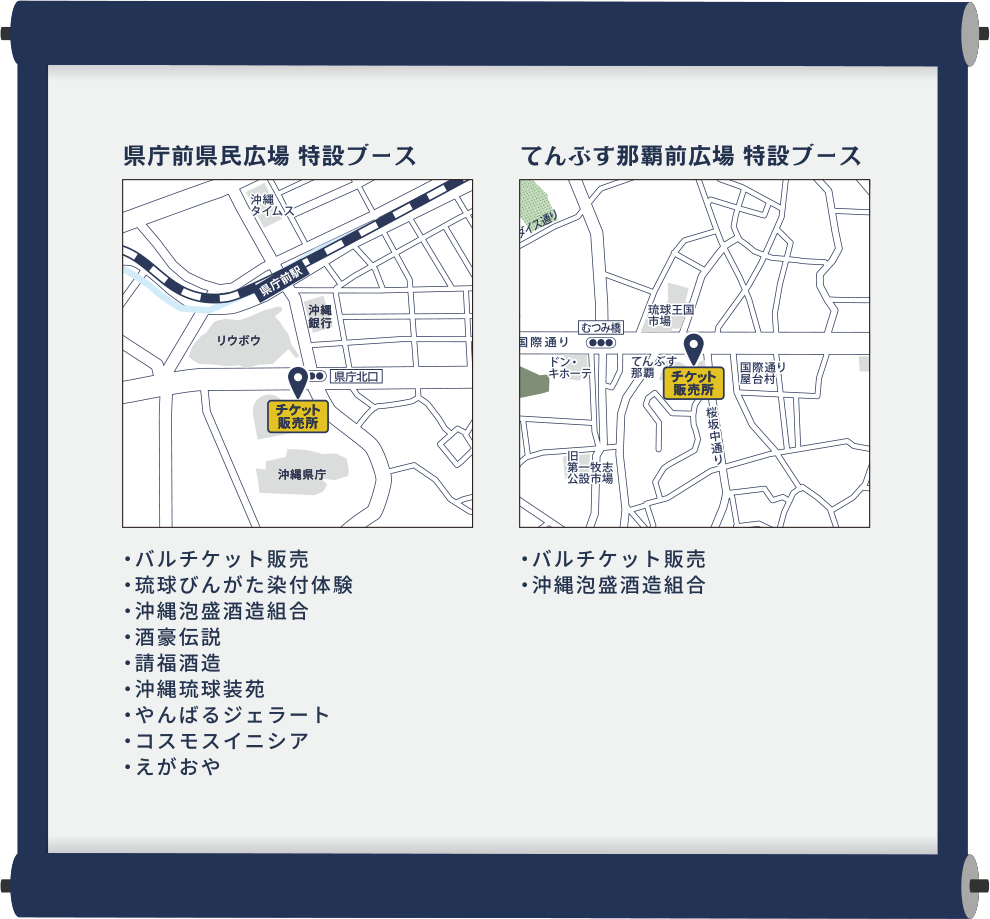 県庁前県民広場 特設ブース
沖縄
タイムス
県庁前駅
沖縄
銀行
リウボウ
県庁北口
チケット
販売所
沖縄県庁
・バルチケット販売
・琉球びんがた染付体験
・沖縄泡盛酒造組合
・酒豪伝説
・請福酒造
・沖縄琉球装苑
・やんばるジェラート
・コスモスイニシア
・えがおや
てんぶす那覇前広場 特設ブース
ダイス通り
琉球王国
市場
むつみ橋
国際通り
ドン・
キホーテ
てんぶす
那覇
国際通り
屋台村
チケット
販売所
桜坂中通り
旧
第一牧志
公設市場
・バルチケット販売
・沖縄泡盛酒造組合